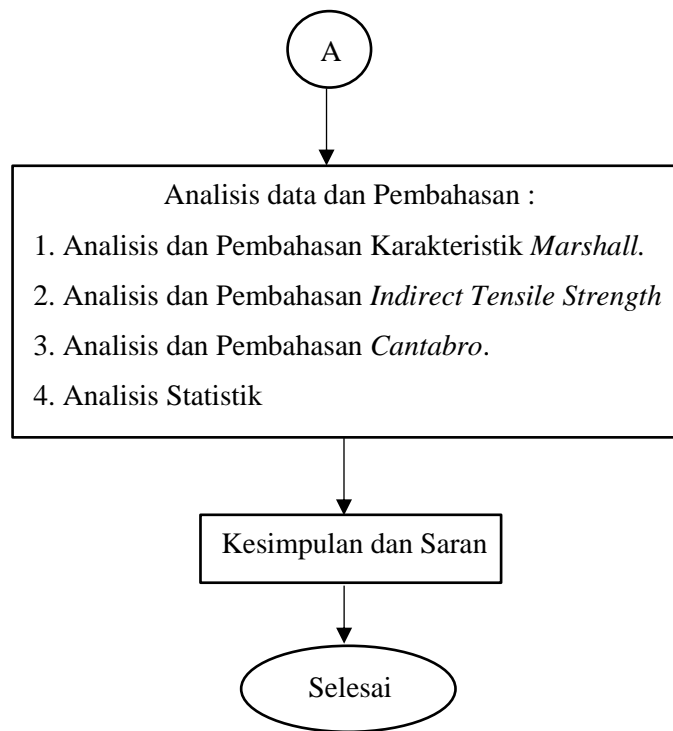 A
Analisis data dan Pembahasan :
1. Analisis dan Pembahasan Karakteristik Marshall.
2. Analisis dan Pembahasan Indirect Tensile Strength
3. Analisis dan Pembahasan Cantabro.
4. Analisis Statistik
Kesimpulan dan Saran
Selesai